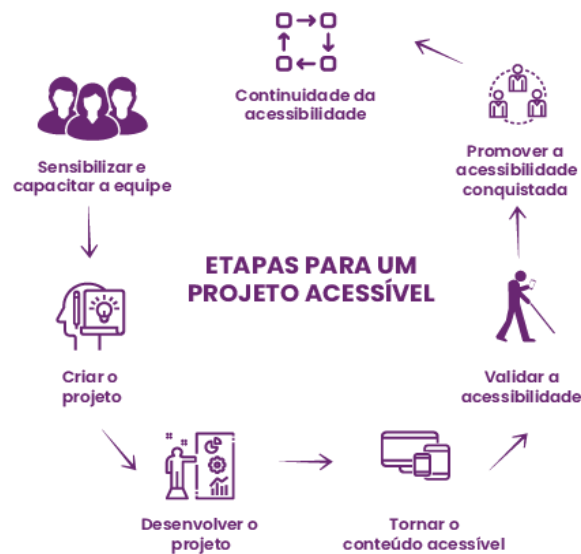 ETAPAS PARA UM
PROJETO ACESSÍVEL
Sensibilizar e
capacitar a equipe
Criar o
projeto
Desenvolver o
projeto
Tornar o
conteúdo acessível
Validar a
acessibilidade
Promover a
acessibilidade
conquistada
Continuidade da
acessibilidade